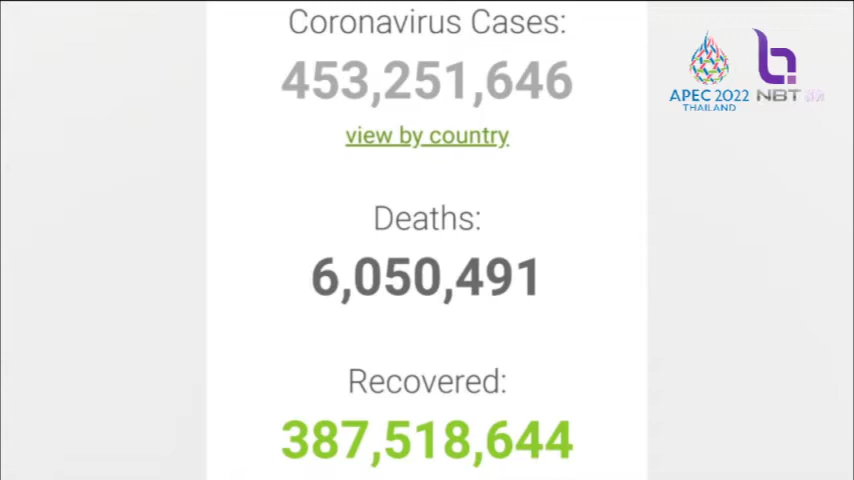 Coronavirus Cases:
453,251,646
view by country
Deaths:
6,050,491
Recovered:
387,518,644
APEC 2022
THAILAND
NBT